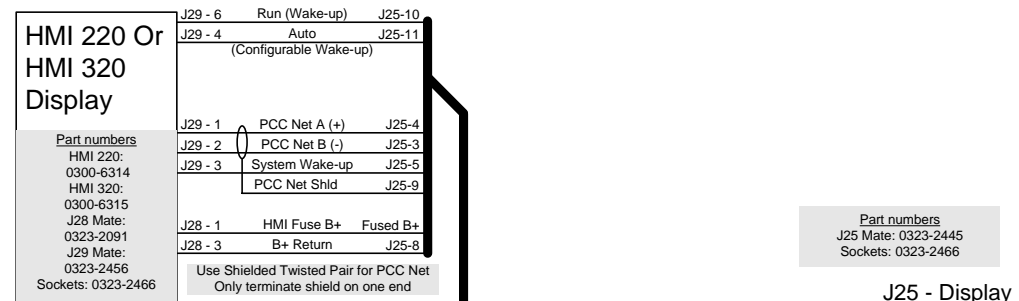 HMI 220 Or
HMI 320
Display
Part numbers
HMI 220:
0300-6314
HMI 320:
0300-6315
J28 Mate:
0323-2091
J29 Mate:
0323-2456
Sockets: 0323-2466
J29 - 6 Run (Wake-up) J25-10
J29 - 4 Auto J25-11
(Configurable Wake-up)
J29 - 1 PCC Net A (+) J25-4
J29 - 2 PCC Net B (-) J25-3
J29 - 3 System Wake-up J25-5
PCC Net Shld J25-9
J28 - 1 HMI Fuse B+ Fused B+
J28 - 3 B+ Return J25-8
Use Shielded Twisted Pair for PCC Net
Only terminate shield on one end
Part numbers
J25 Mate: 0323-2445
Sockets: 0323-2466
J25 - Display